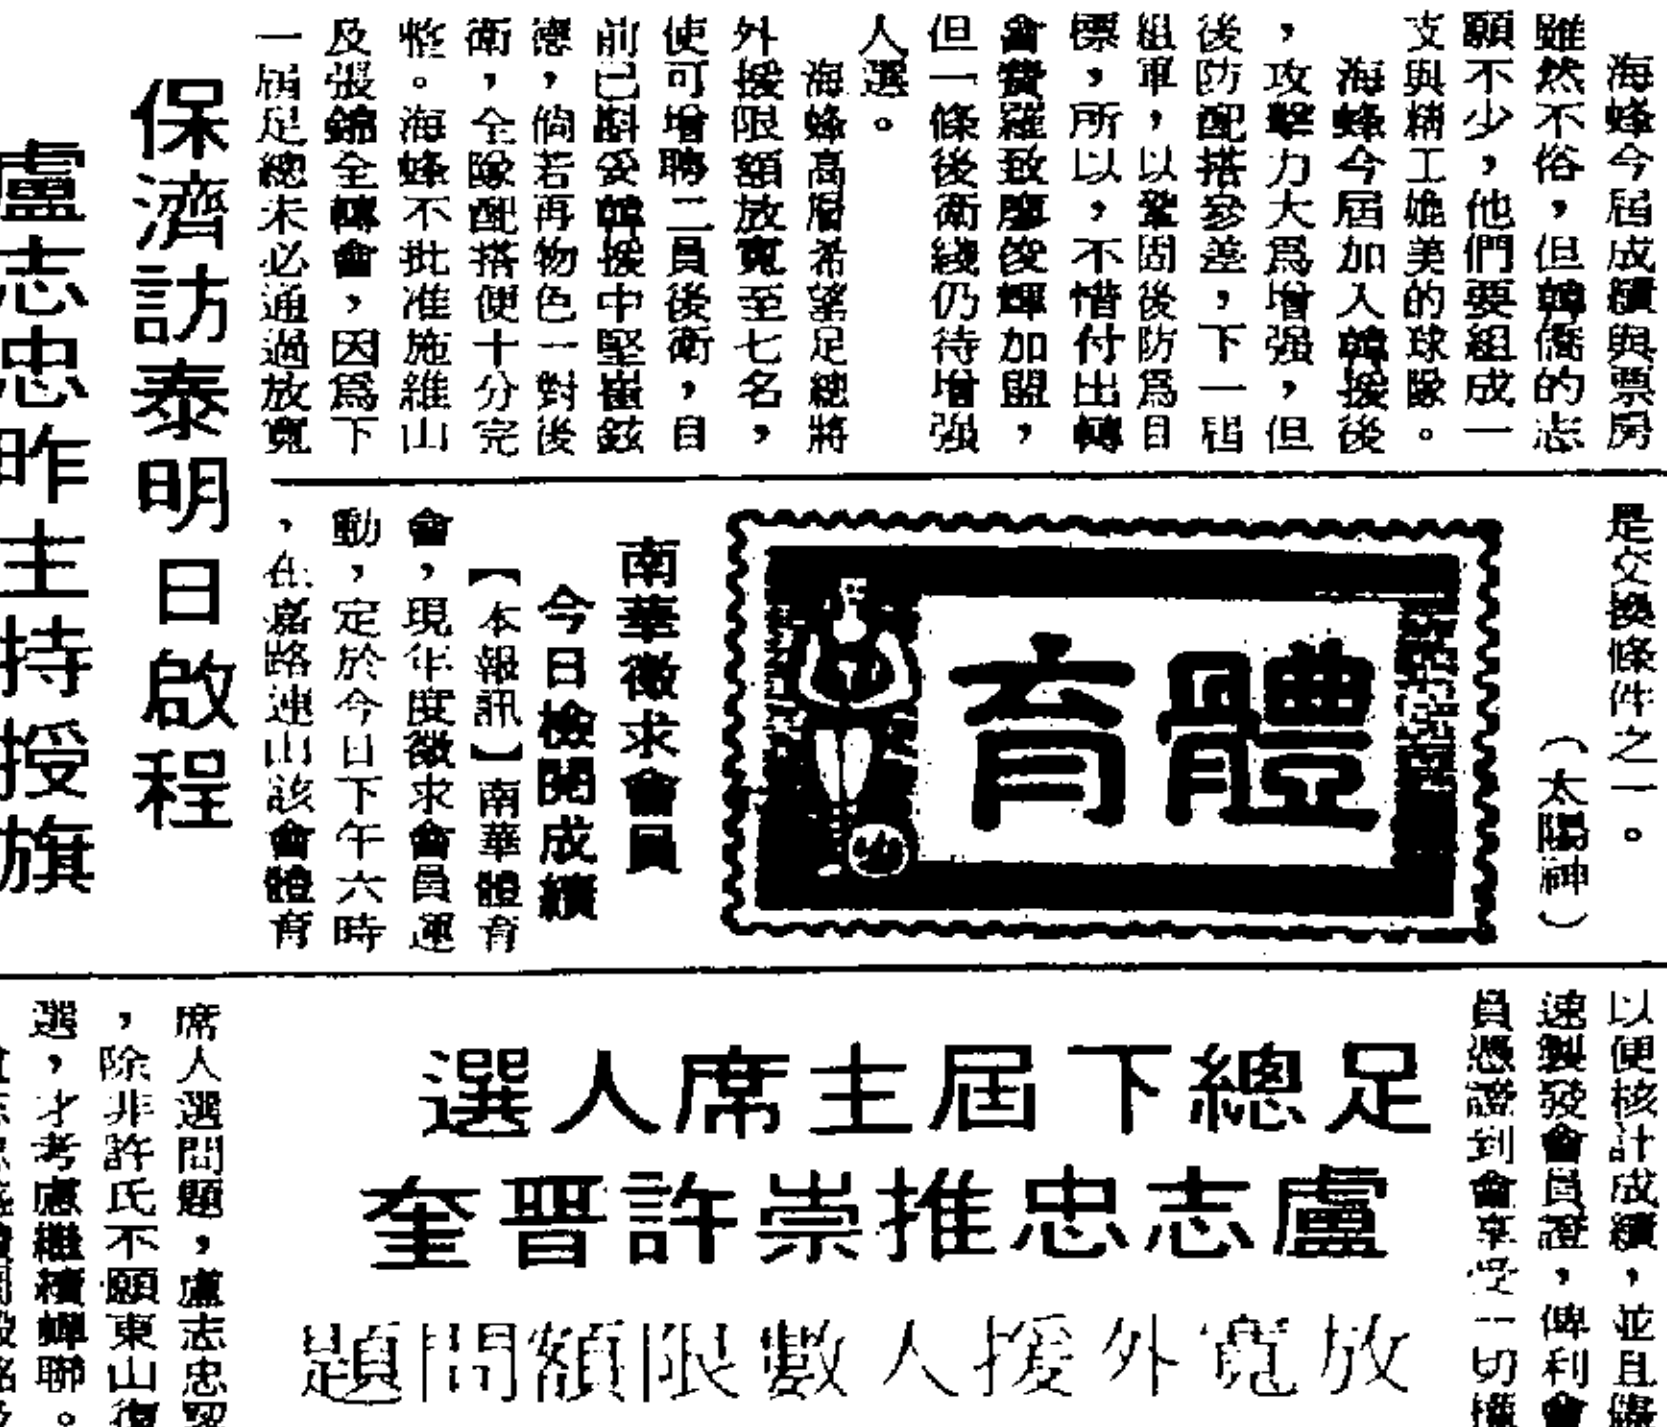 海蜂今届成績與票房
雖然不俗，但韓僑的志
願不少，他們要組成一
支與精工媲美的球隊。
海蜂今届加入韓援後
，攻擊力大爲增强，但
後防配搭參差，下一屆
組軍，以鞏固後防爲目
標，所以，不惜付出轉
會費羅致廖俊輝加盟，
但一條後衛綫仍待增强
人選。
海蜂高層希望足總將
外援限額放寬至七名，
使可增聘二員後衛，目
前已斟妥韓援中堅崔鉉
德，倘若再物色一對後
衛，全隊配搭便十分完
整。海蜂不批准施維山
及張錦全轉會，因爲下
一屆足總未必通過放寬
是交換條件之一。
（太陽神）
體育
南華徵求會員
今日檢閱成績
【本報訊】南華體育
會，現年度徵求會員運
動，定於今日下午六時
，在嘉路連山該會體育
保濟訪泰明日啟程
盧志忠昨主持授旗
以便核計成績，並且
速製發會員證，俾利會
員憑證到會享受一切
足總下屆主席人選
盧志忠推崇許晋奎
放寬外援人數限額問題
席人選問題，盧志忠
，除非許氏不願東山復
選，才考慮繼續蟬聯。